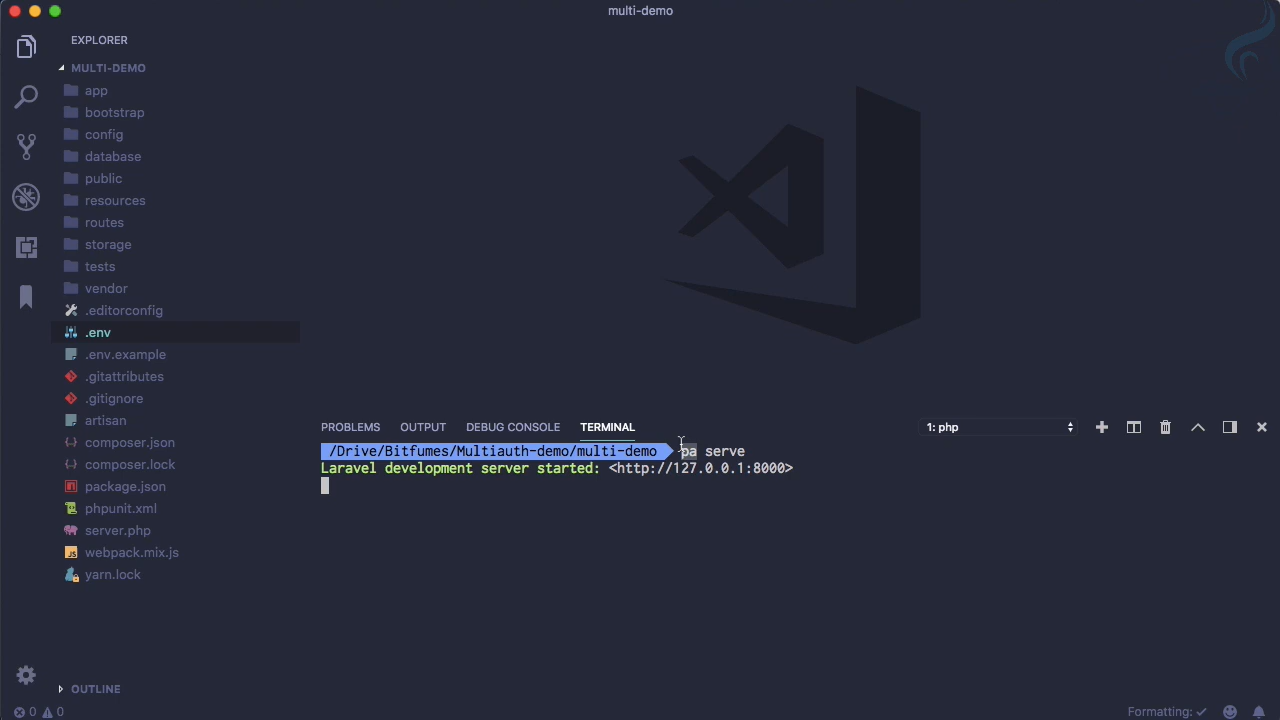 multi-demo
EXPLORER
MULTI-DEMO
app
bootstrap
config
database
public
resources
routes
storage
tests
vendor
.editorconfig
.env
.env.example
.gitattributes
.gitignore
artisan
composer.json
composer.lock
package.json
phpunit.xml
server.php
webpack.mix.js
yarn.lock
OUTLINE
PROBLEMS OUTPUT DEBUG CONSOLE TERMINAL 1: php
/Drive/Bitfumes/Multiauth-demo/multi-demo pa serve
Laravel development server started: <http://127.0.0.1:8000>
0 0 Formatting: ✓